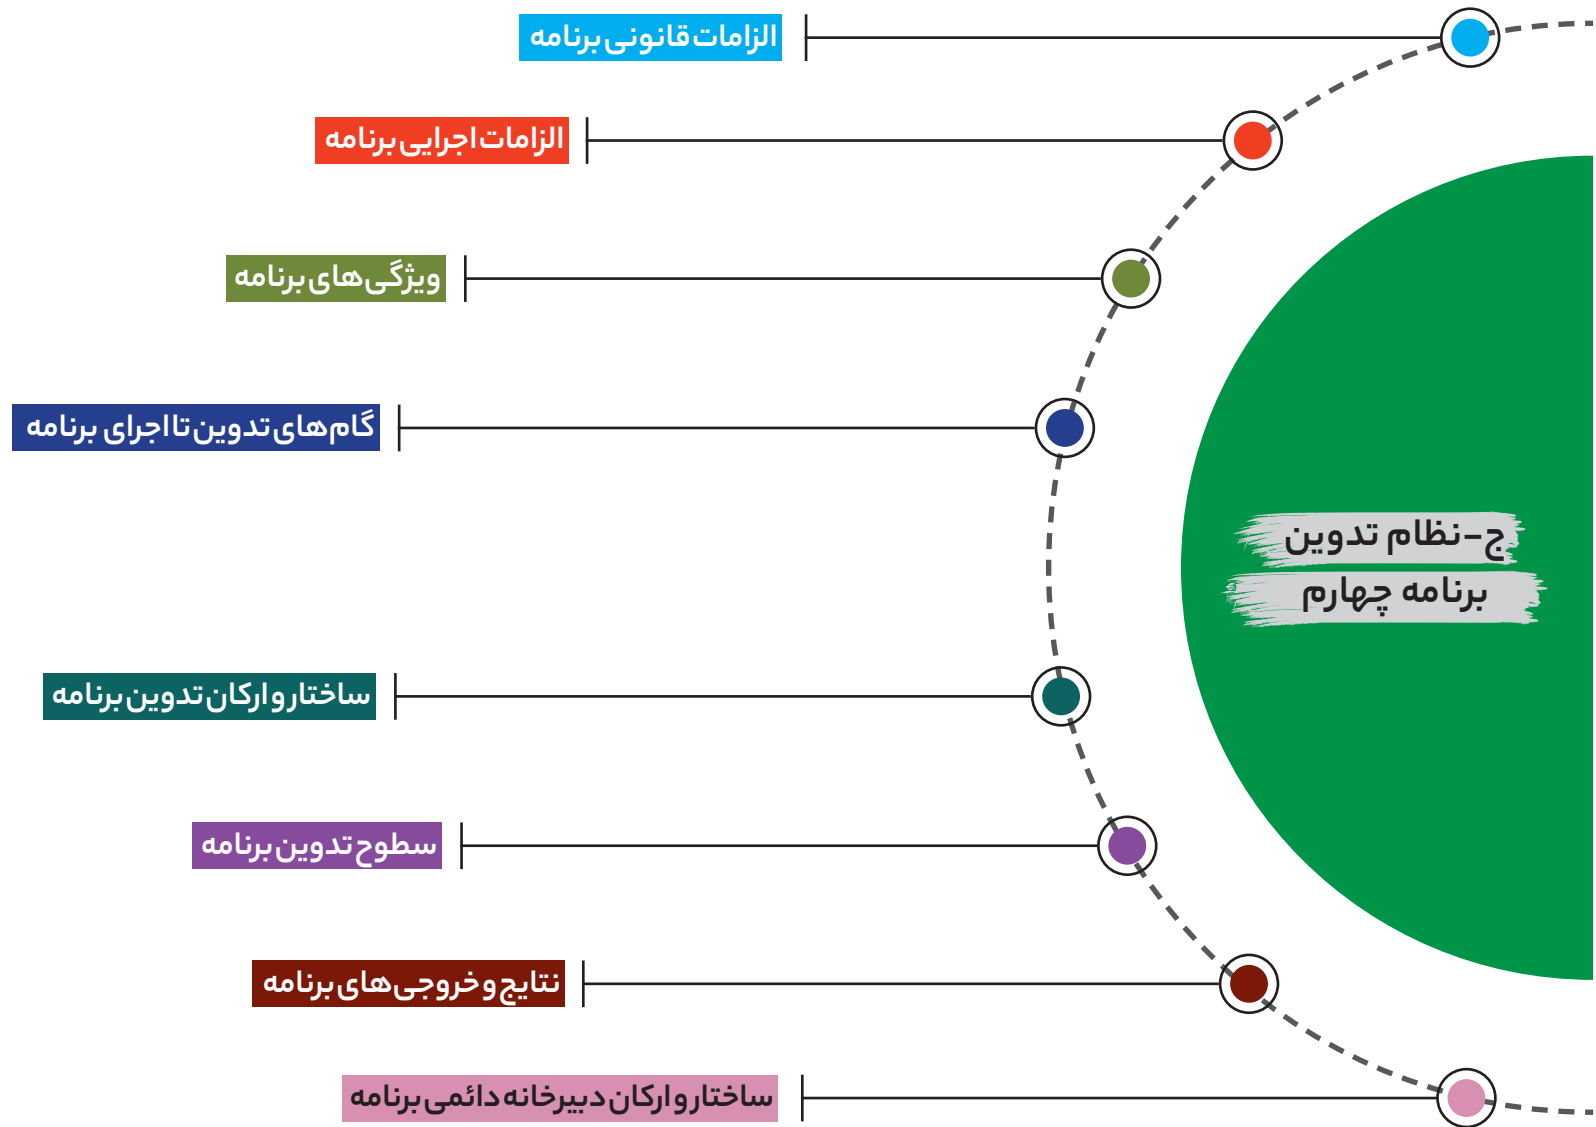 ج-نظام تدوین
برنامه چهارم
الزامات قانونی برنامه
الزامات اجرایی برنامه
ویژگی‌های برنامه
گام‌های تدوین تا اجرای برنامه
ساختار و ارکان تدوین برنامه
سطوح تدوین برنامه
نتایج و خروجی‌های برنامه
ساختار و ارکان دبیرخانه دائمی برنامه